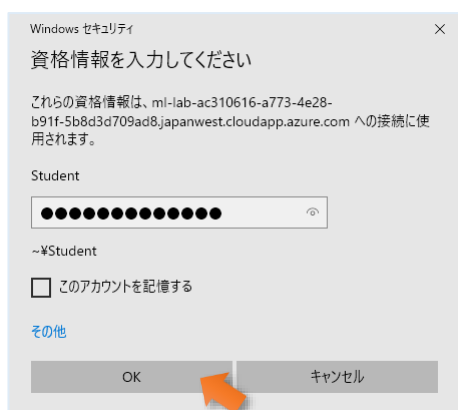 Windows セキュリティ
資格情報を入力してください
これらの資格情報は、ml-lab-ac310616-a773-4e28-
b91f-5b8d3d709ad8.japanwest.cloudapp.azure.com への接続に使
用されます。
Student
●●●●●●●●●●●●●
~¥Student
このアカウントを記憶する
その他
OK キャンセル